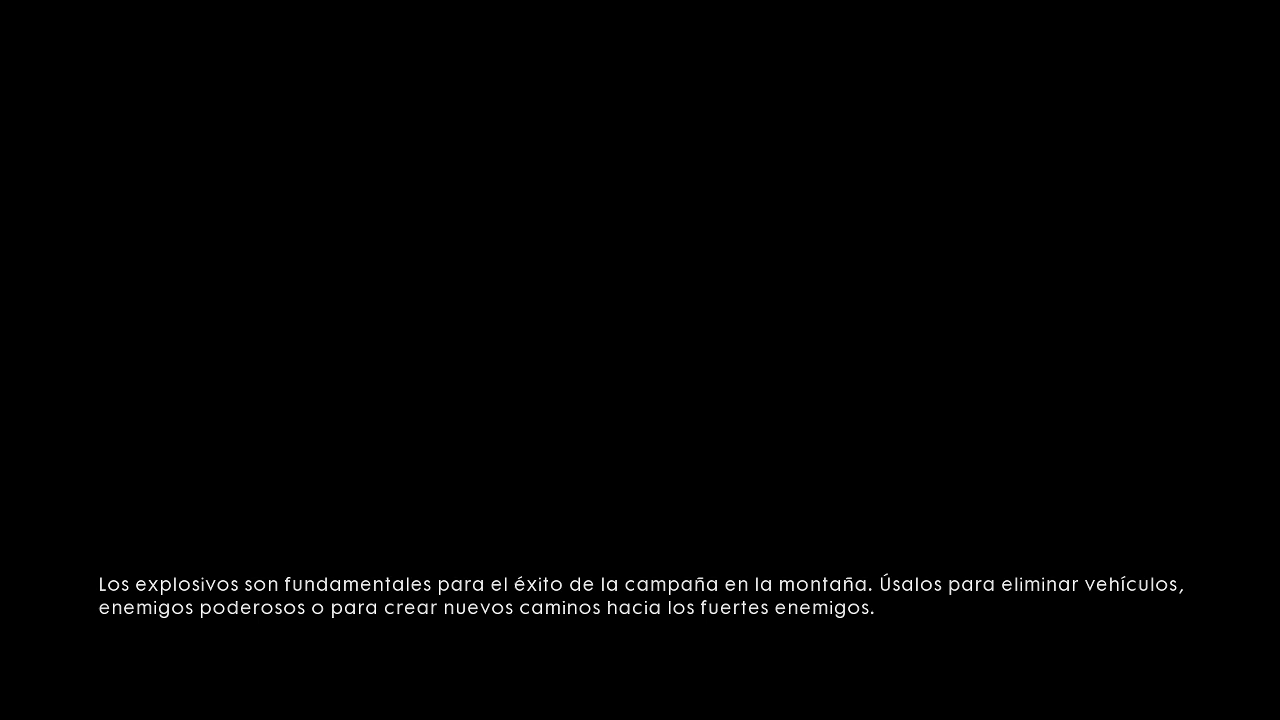 Los explosivos son fundamentales para el éxito de la campaña en la montaña. Úsalos para eliminar vehículos,
enemigos poderosos o para crear nuevos caminos hacia los fuertes enemigos.